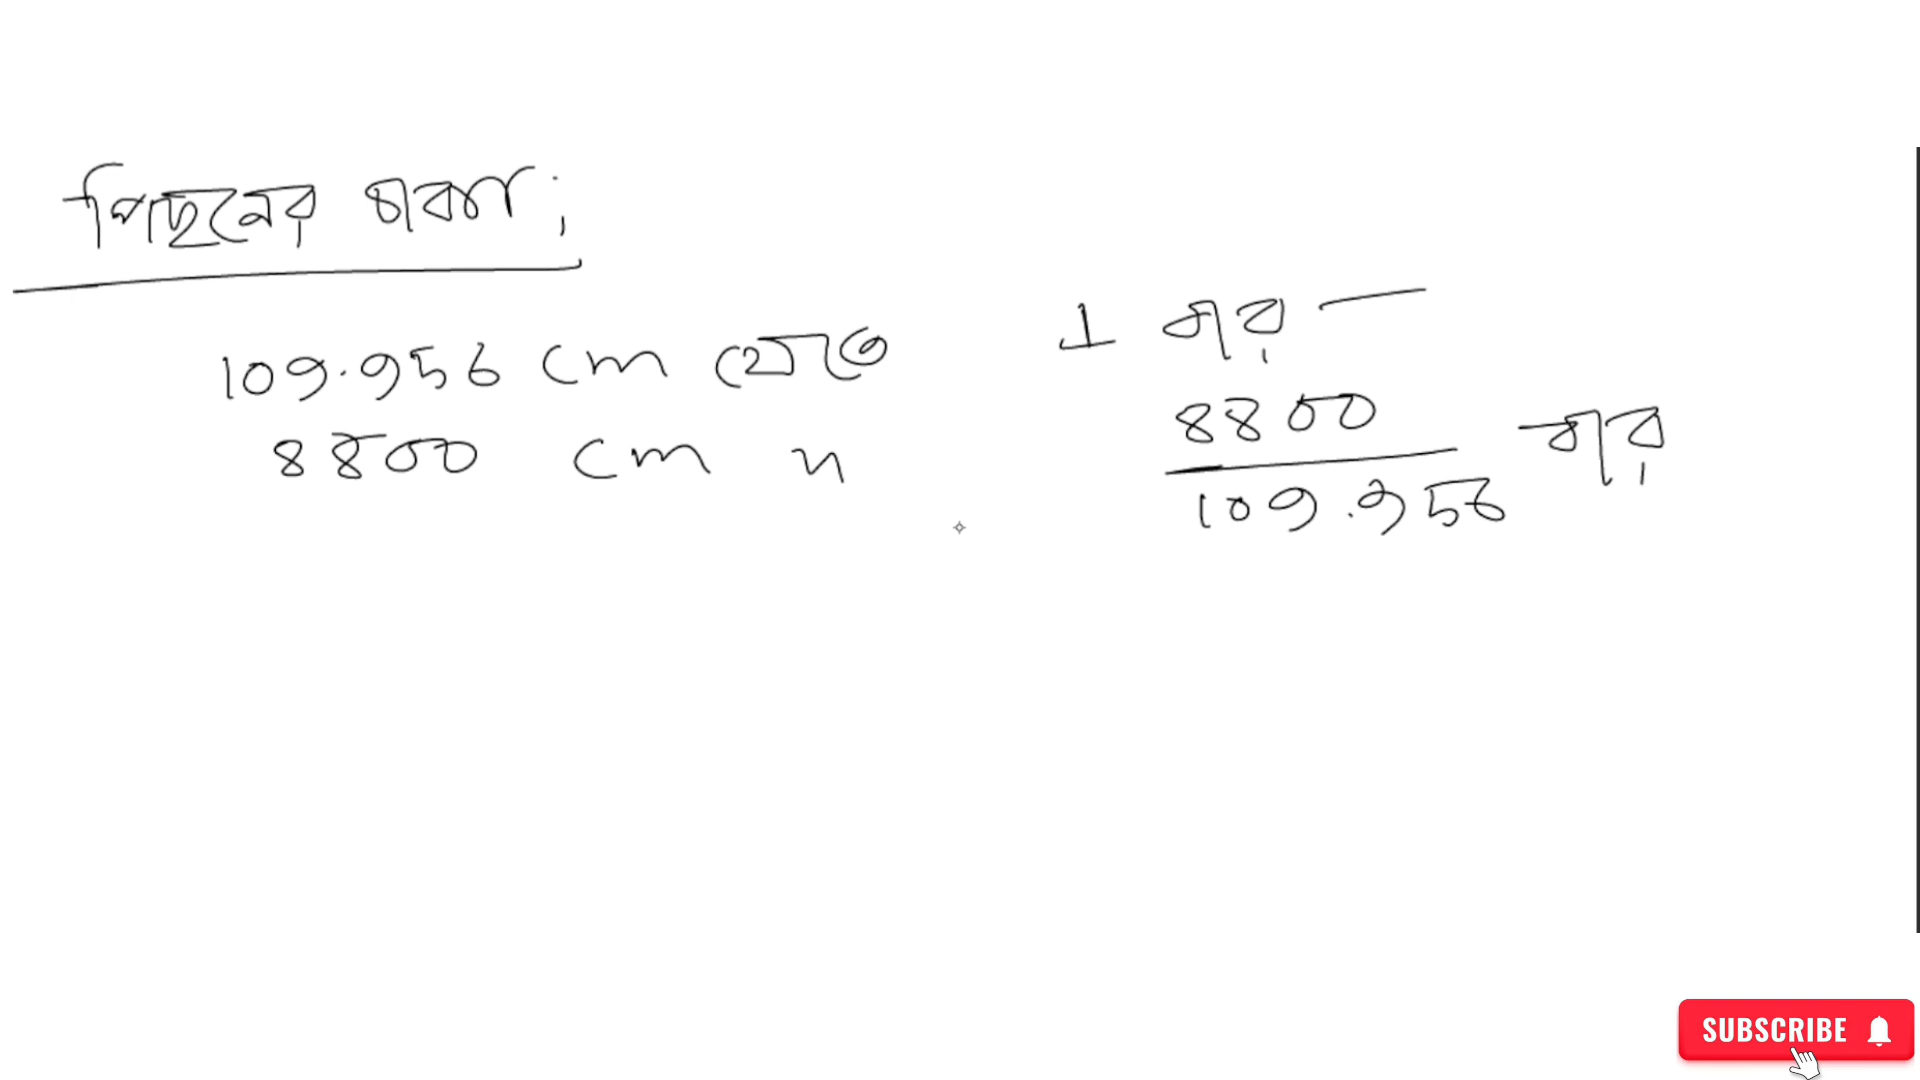 পিছনের চাকা;
109.956 cm যেতে 1 বার —
8800 cm " 8800 বার
109.956
SUBSCRIBE